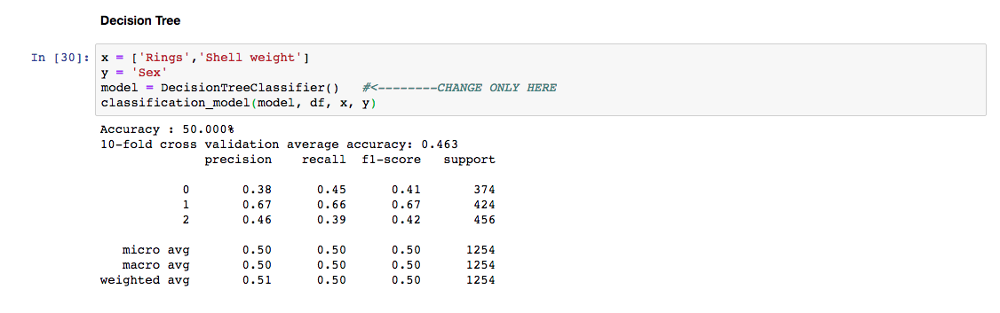 Decision Tree
In [30]: x = ['Rings','Shell weight']
y = 'Sex'
model = DecisionTreeClassifier()   #<--------CHANGE ONLY HERE
classification_model(model, df, x, y)
Accuracy : 50.000%
10-fold cross validation average accuracy: 0.463
              precision    recall  f1-score   support
           0       0.38      0.45      0.41       374
           1       0.67      0.66      0.67       424
           2       0.46      0.39      0.42       456
   micro avg       0.50      0.50      0.50      1254
   macro avg       0.50      0.50      0.50      1254
weighted avg       0.51      0.50      0.50      1254